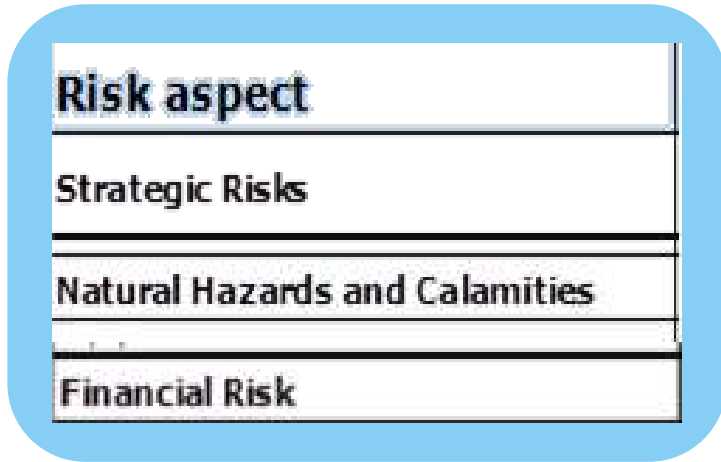 Risk aspect
Strategic Risks
Natural Hazards and Calamities
Financial Risk